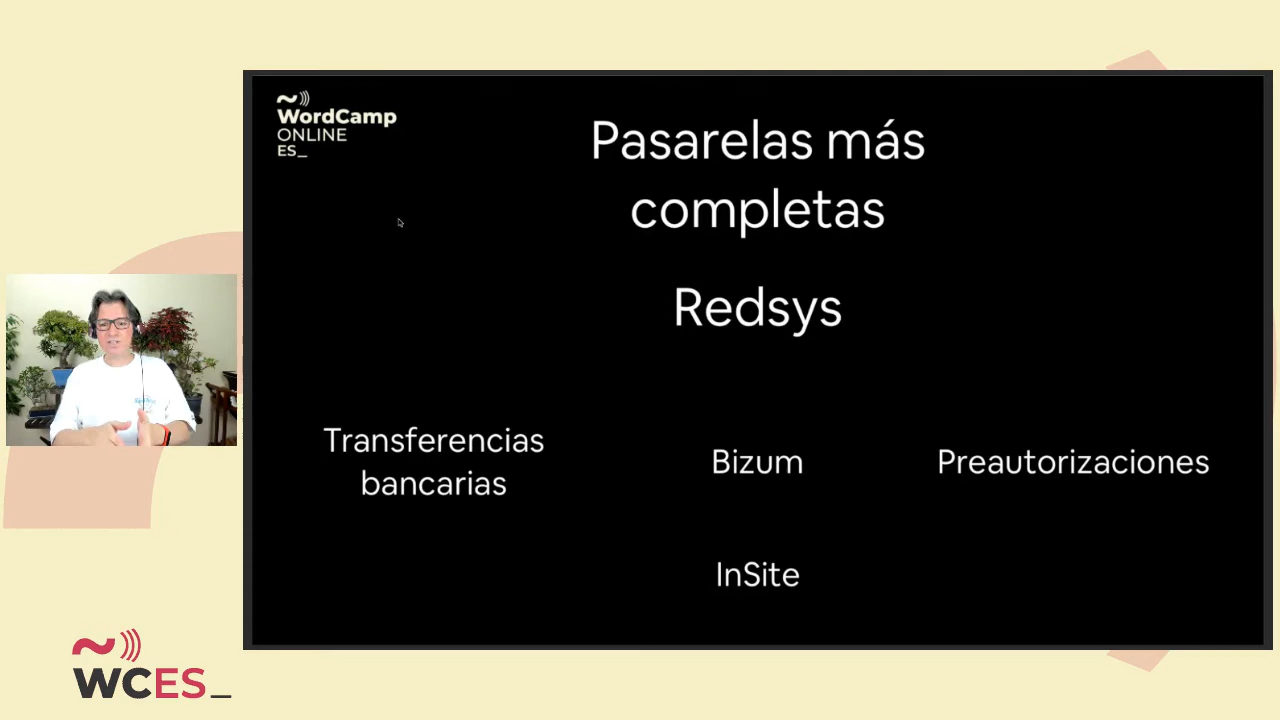 WordCamp
ONLINE
ES_
Pasarelas más
completas
Redsys
Transferencias
bancarias
Bizum
Preautorizaciones
InSite
WCES_